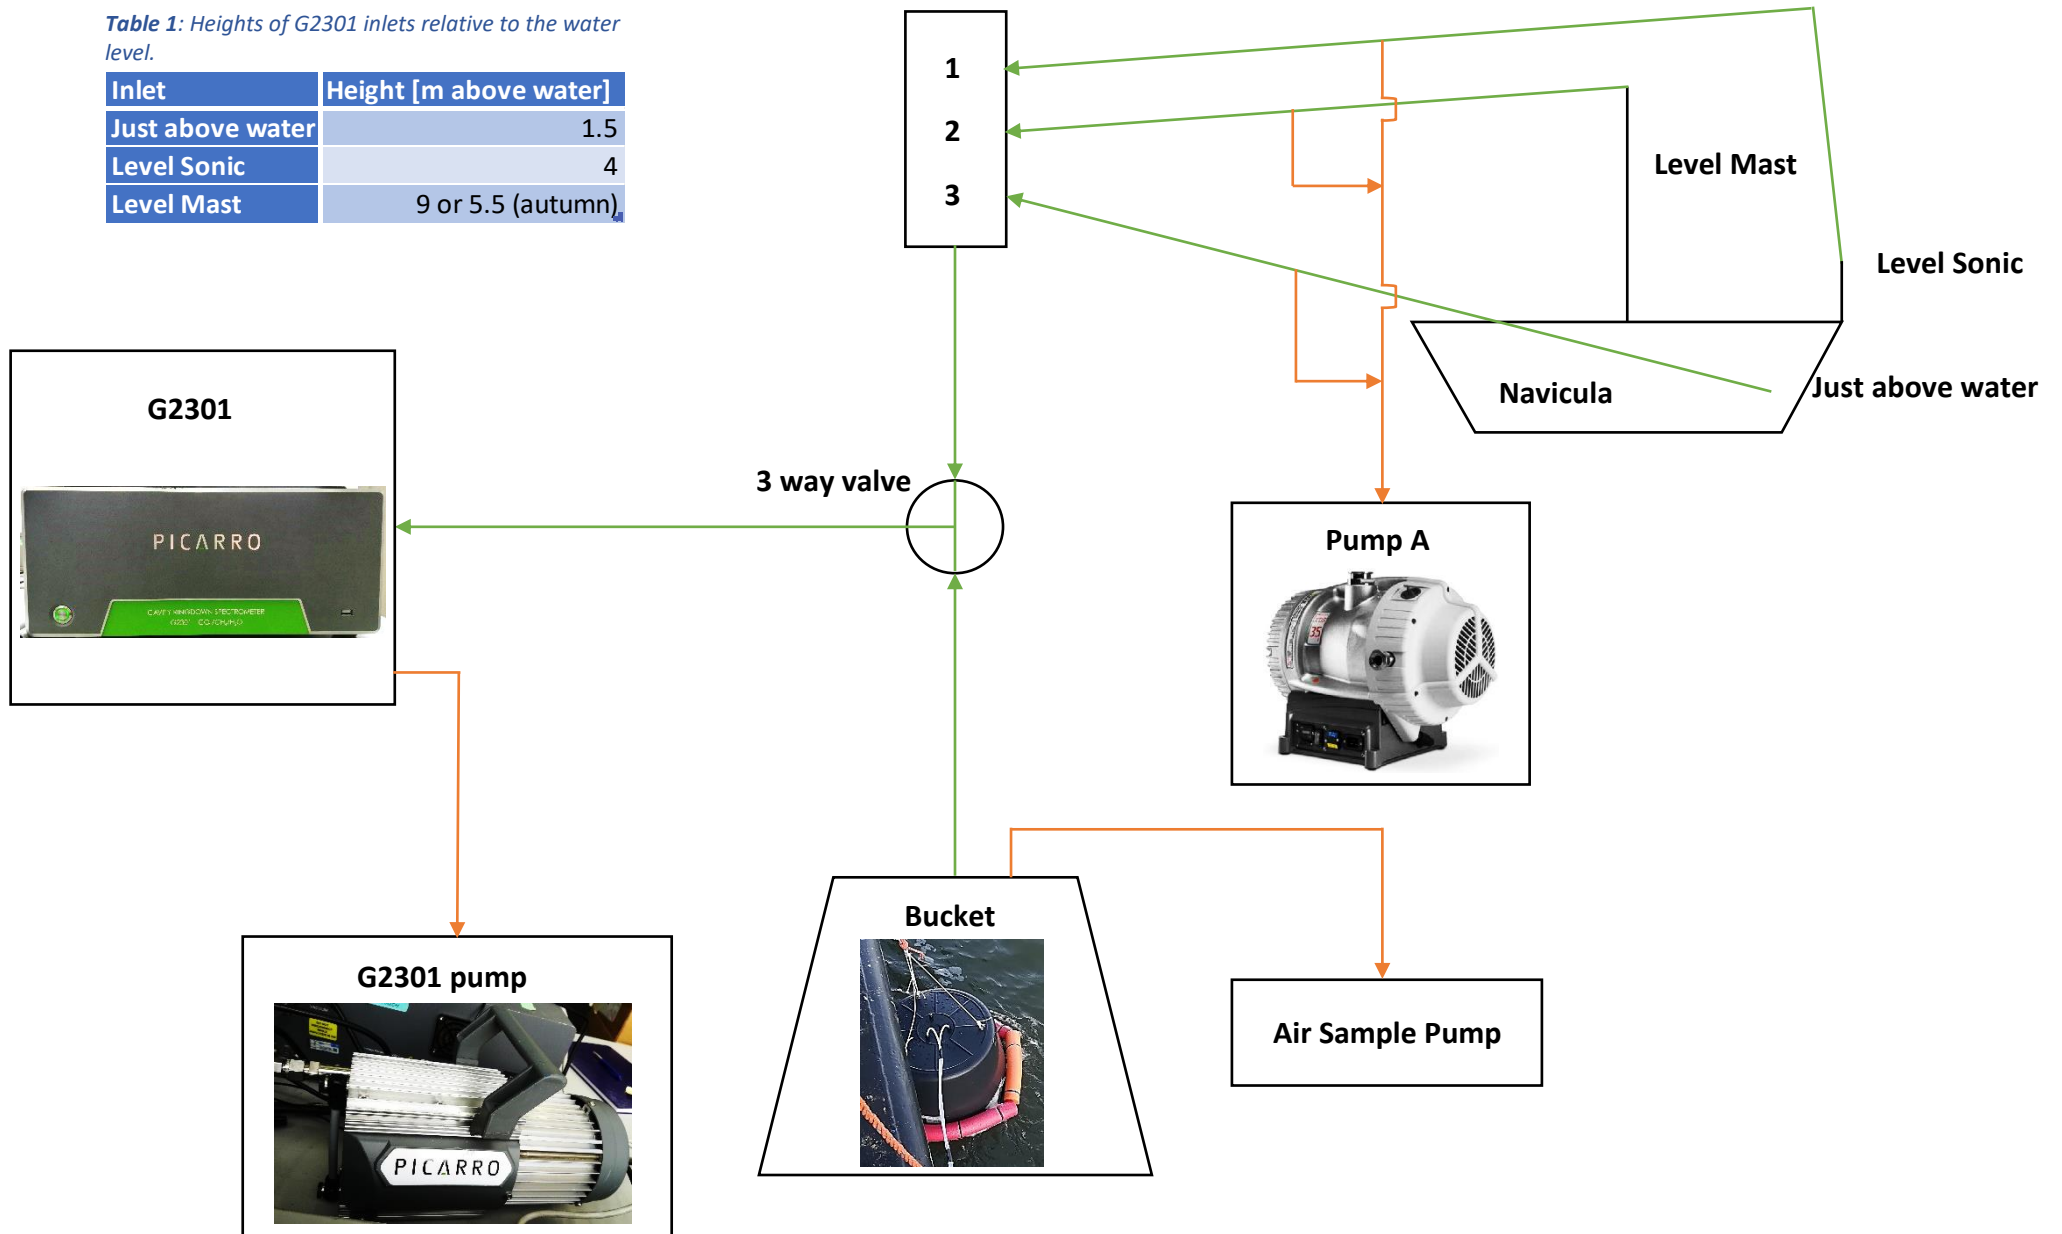 Table 1: Heights of G2301 inlets relative to the water
level.
Inlet Height [m above water]
Just above water 1.5
Level Sonic 4
Level Mast 9 or 5.5 (autumn)
1
2
3
Level Mast
Level Sonic
Navicula
Just above water
G2301
PICARRO
3 way valve
Pump A
Bucket
G2301 pump
PICARRO
Air Sample Pump